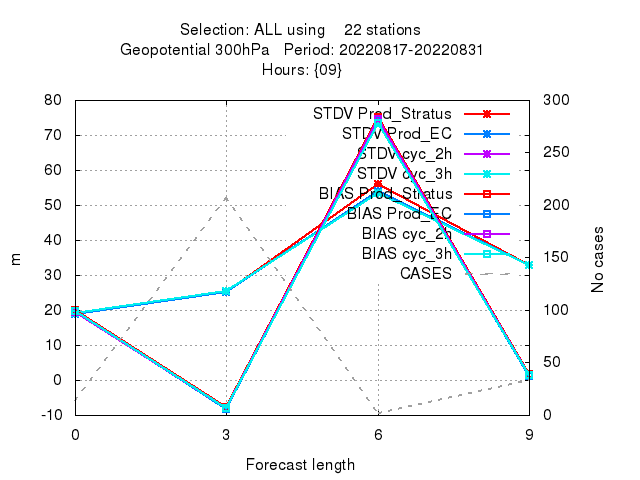 Selection: ALL using    22 stations
Geopotential 300hPa   Period: 20220817-20220831
Hours: {09}
80
70
60
50
40
30
20
10
0
-10
m
300
250
200
150
100
50
0
No cases
STDV Prod_Stratus
STDV Prod_EC
STDV cyc_2h
STDV cyc_3h
BIAS Prod_Stratus
BIAS Prod_EC
BIAS cyc_2h
BIAS cyc_3h
CASES
0
3
6
9
Forecast length